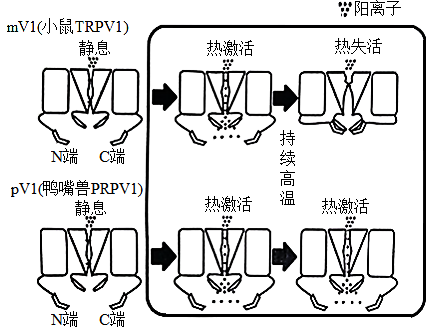 阳离子
mV1(小鼠TRPV1)
静息 热激活 热失活
N端 C端
持续高温
pV1(鸭嘴兽PRPV1)
静息 热激活 热激活
N端 C端